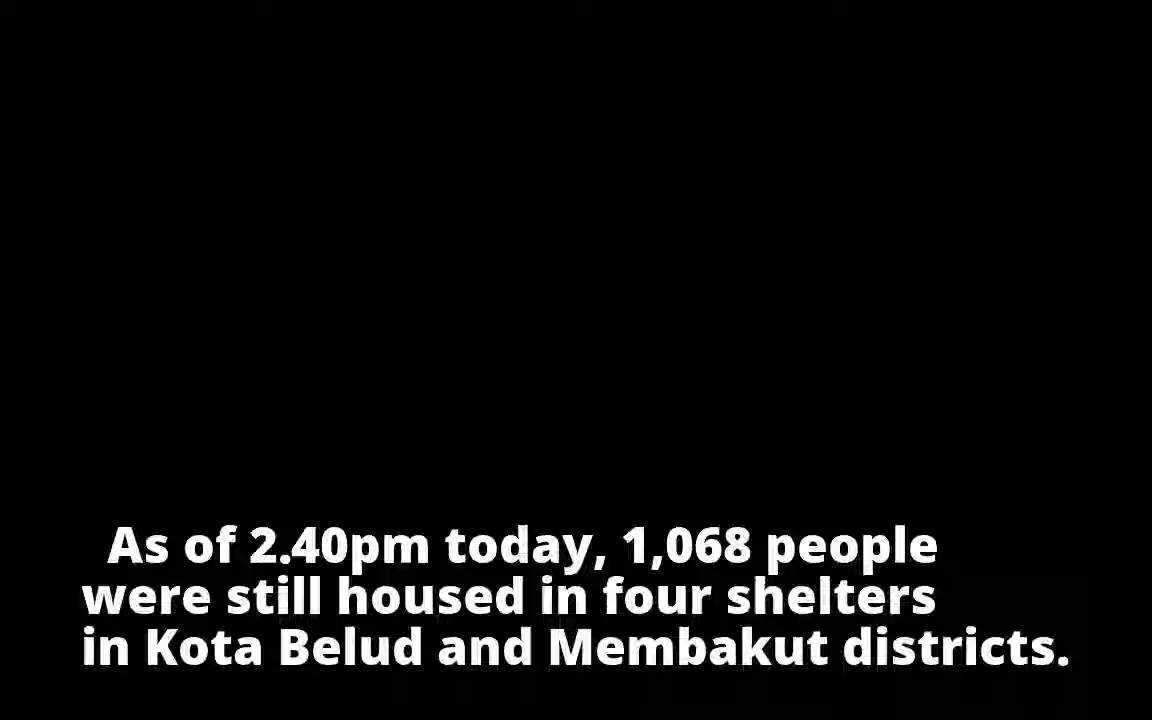 As of 2.40pm today, 1,068 people
were still housed in four shelters
in Kota Belud and Membakut districts.